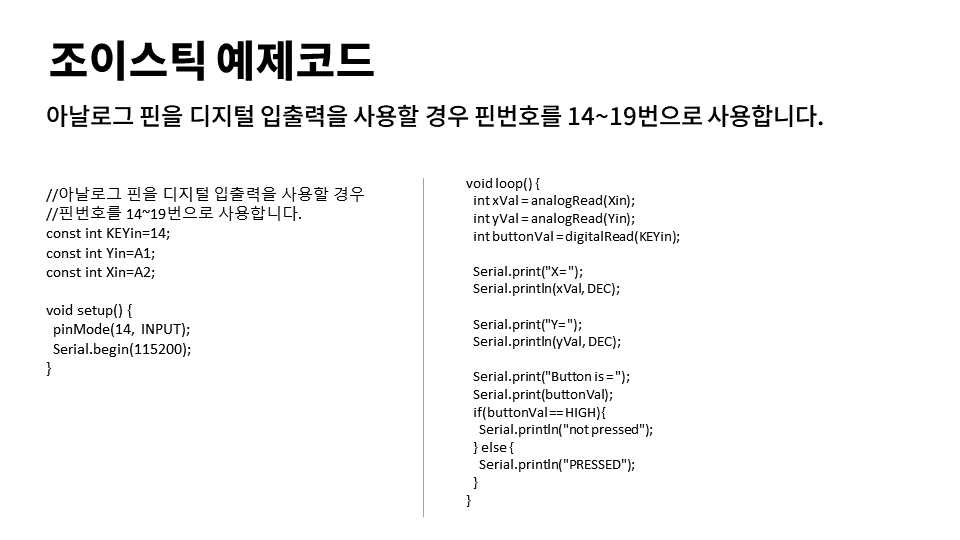 조이스틱 예제코드
아날로그 핀을 디지털 입출력을 사용할 경우 핀번호를 14~19번으로 사용합니다.
//아날로그 핀을 디지털 입출력을 사용할 경우
//핀번호를 14~19번으로 사용합니다.
const int KEYin=14;
const int Yin=A1;
const int Xin=A2;
void setup() {
pinMode(14, INPUT);
Serial.begin(115200);
}
void loop() {
int xVal = analogRead(Xin);
int yVal = analogRead(Yin);
int buttonVal = digitalRead(KEYin);
Serial.print("X= ");
Serial.println(xVal, DEC);
Serial.print("Y= ");
Serial.println(yVal, DEC);
Serial.print("Button is = ");
Serial.print(buttonVal);
if(buttonVal == HIGH){
Serial.println("not pressed");
} else {
Serial.println("PRESSED");
}
}